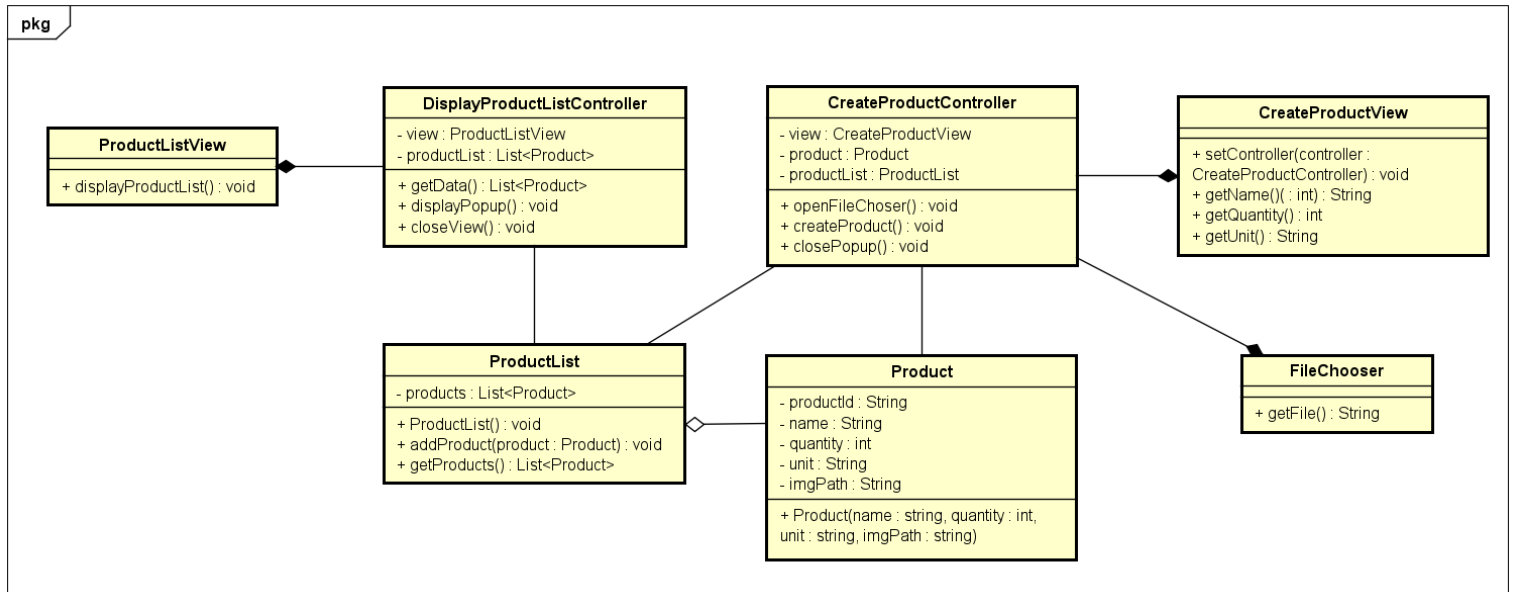 pkg
ProductListView
+ displayProductList() : void
DisplayProductListController
- view : ProductListView
- productList : List<Product>
+ getData() : List<Product>
+ displayPopup() : void
+ closeView() : void
CreateProductController
- view : CreateProductView
- product : Product
- productList : ProductList
+ openFileChoser() : void
+ createProduct() : void
+ closePopup() : void
CreateProductView
+ setController(controller :
CreateProductController) : void
+ getName()( : int) : String
+ getQuantity() : int
+ getUnit() : String
ProductList
- products : List<Product>
+ ProductList() : void
+ addProduct(product : Product) : void
+ getProducts() : List<Product>
Product
- productId : String
- name : String
- quantity : int
- unit : String
- imgPath : String
+ Product(name : string, quantity : int,
unit : string, imgPath : string)
FileChooser
+ getFile() : String